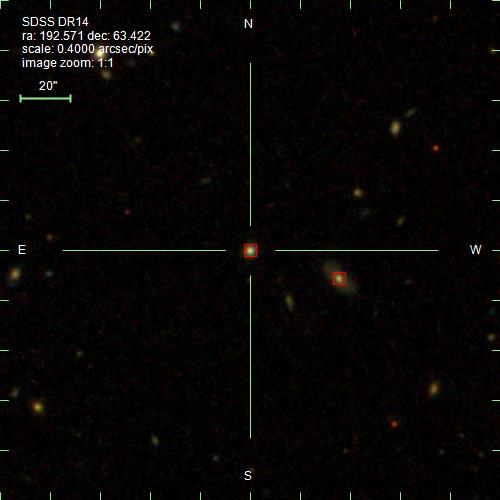 SDSS DR14
ra: 192.571 dec: 63.422
scale: 0.4000 arcsec/pix
image zoom: 1:1
20"
N
E
W
S